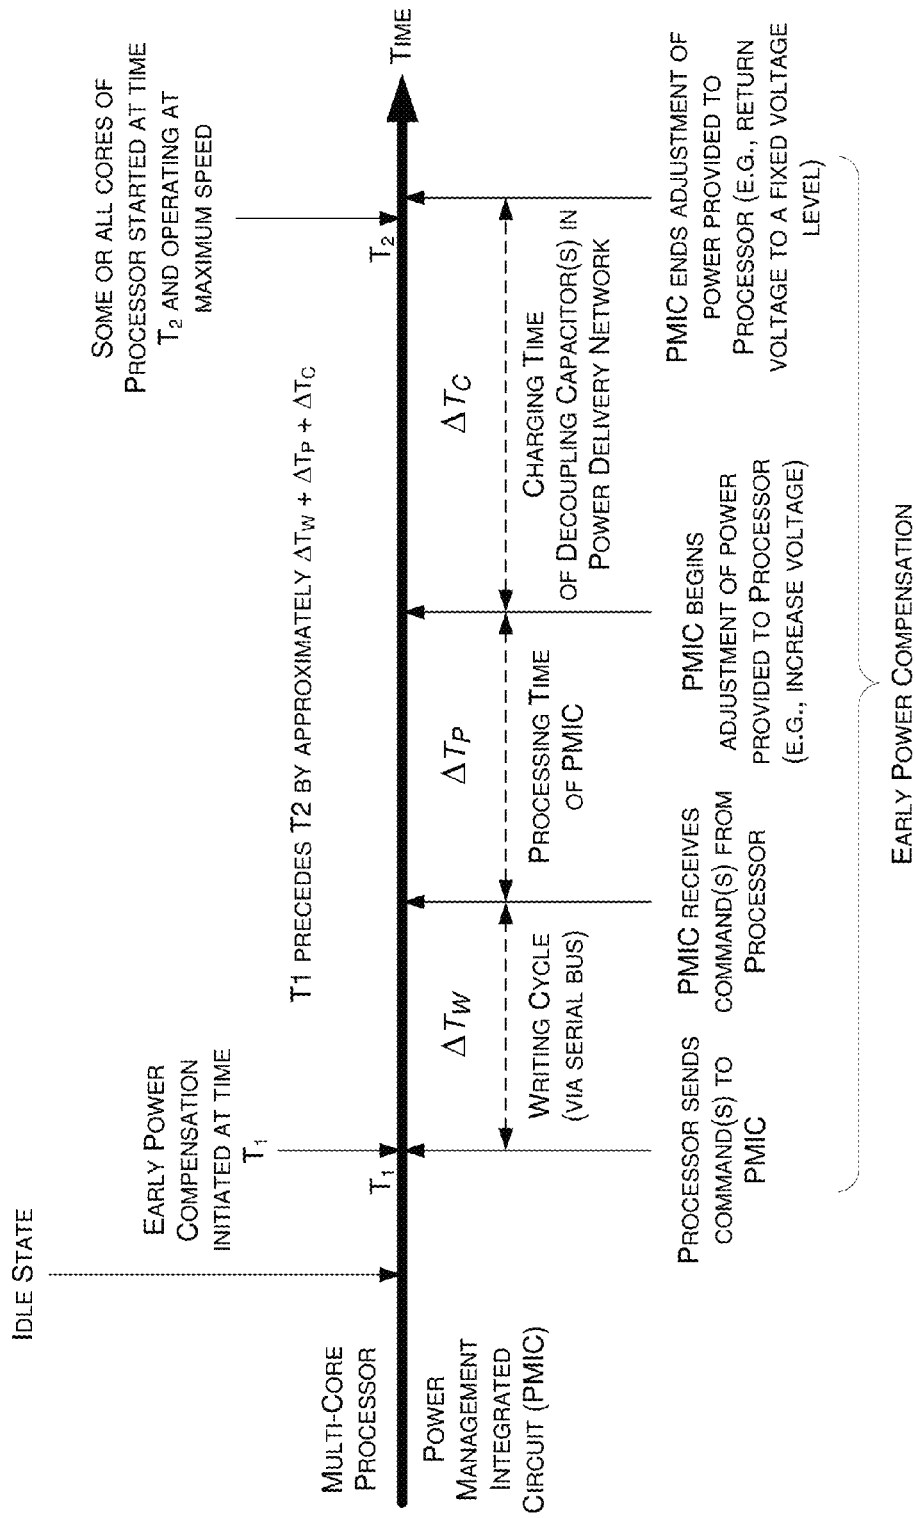 IDLE STATE
EARLY POWER
COMPENSATION
INITIATED AT TIME
T₁
T1 PRECEDES T2 BY APPROXIMATELY ΔTW + ΔTP + ΔTC
SOME OR ALL CORES OF
PROCESSOR STARTED AT TIME
T₂ AND OPERATING AT
MAXIMUM SPEED
MULTI-CORE
PROCESSOR
T₁
T₂
TIME
POWER
MANAGEMENT
INTEGRATED
CIRCUIT (PMIC)
ΔTW
WRITING CYCLE
(VIA SERIAL BUS)
ΔTP
PROCESSING TIME
OF PMIC
ΔTC
CHARGING TIME
OF DECOUPLING CAPACITOR(S) IN
POWER DELIVERY NETWORK
PROCESSOR SENDS
COMMAND(S) TO
PMIC
PMIC RECEIVES
COMMAND(S) FROM
PROCESSOR
PMIC BEGINS
ADJUSTMENT OF POWER
PROVIDED TO PROCESSOR
(E.G., INCREASE VOLTAGE)
PMIC ENDS ADJUSTMENT OF
POWER PROVIDED TO
PROCESSOR (E.G., RETURN
VOLTAGE TO A FIXED VOLTAGE
LEVEL)
EARLY POWER COMPENSATION